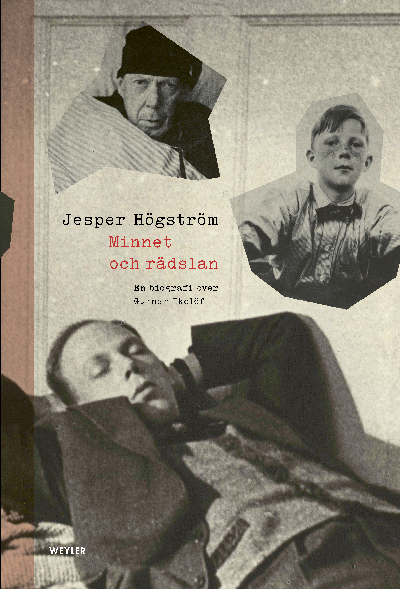 Jesper Högström
Minnet
och rädslan
En biografi över
Gunnar Ekelöf
WEYLER